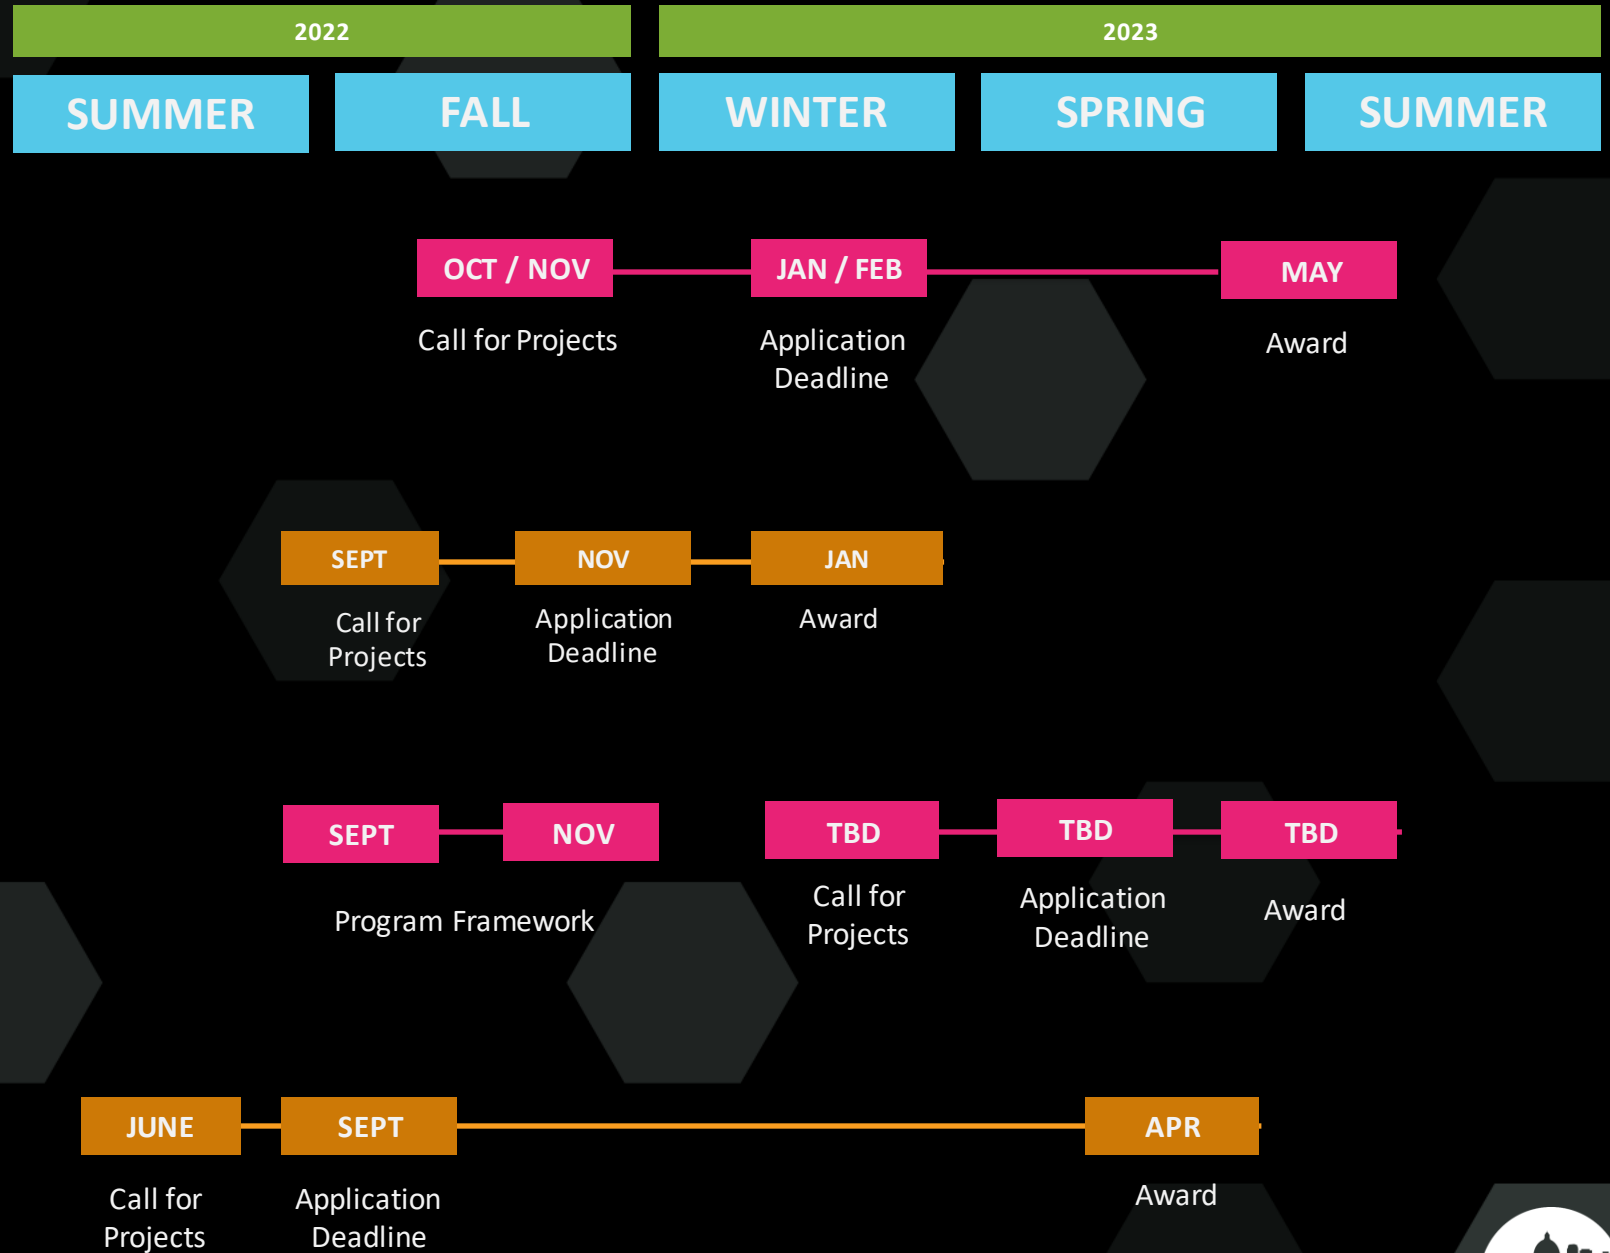 2022
2023
SUMMER
FALL
WINTER
SPRING
SUMMER
OCT / NOV
JAN / FEB
MAY
Call for Projects
Application
Deadline
Award
SEPT
NOV
JAN
Call for
Projects
Application
Deadline
Award
SEPT
NOV
TBD
TBD
TBD
Program Framework
Call for
Projects
Application
Deadline
Award
JUNE
SEPT
APR
Call for
Projects
Application
Deadline
Award